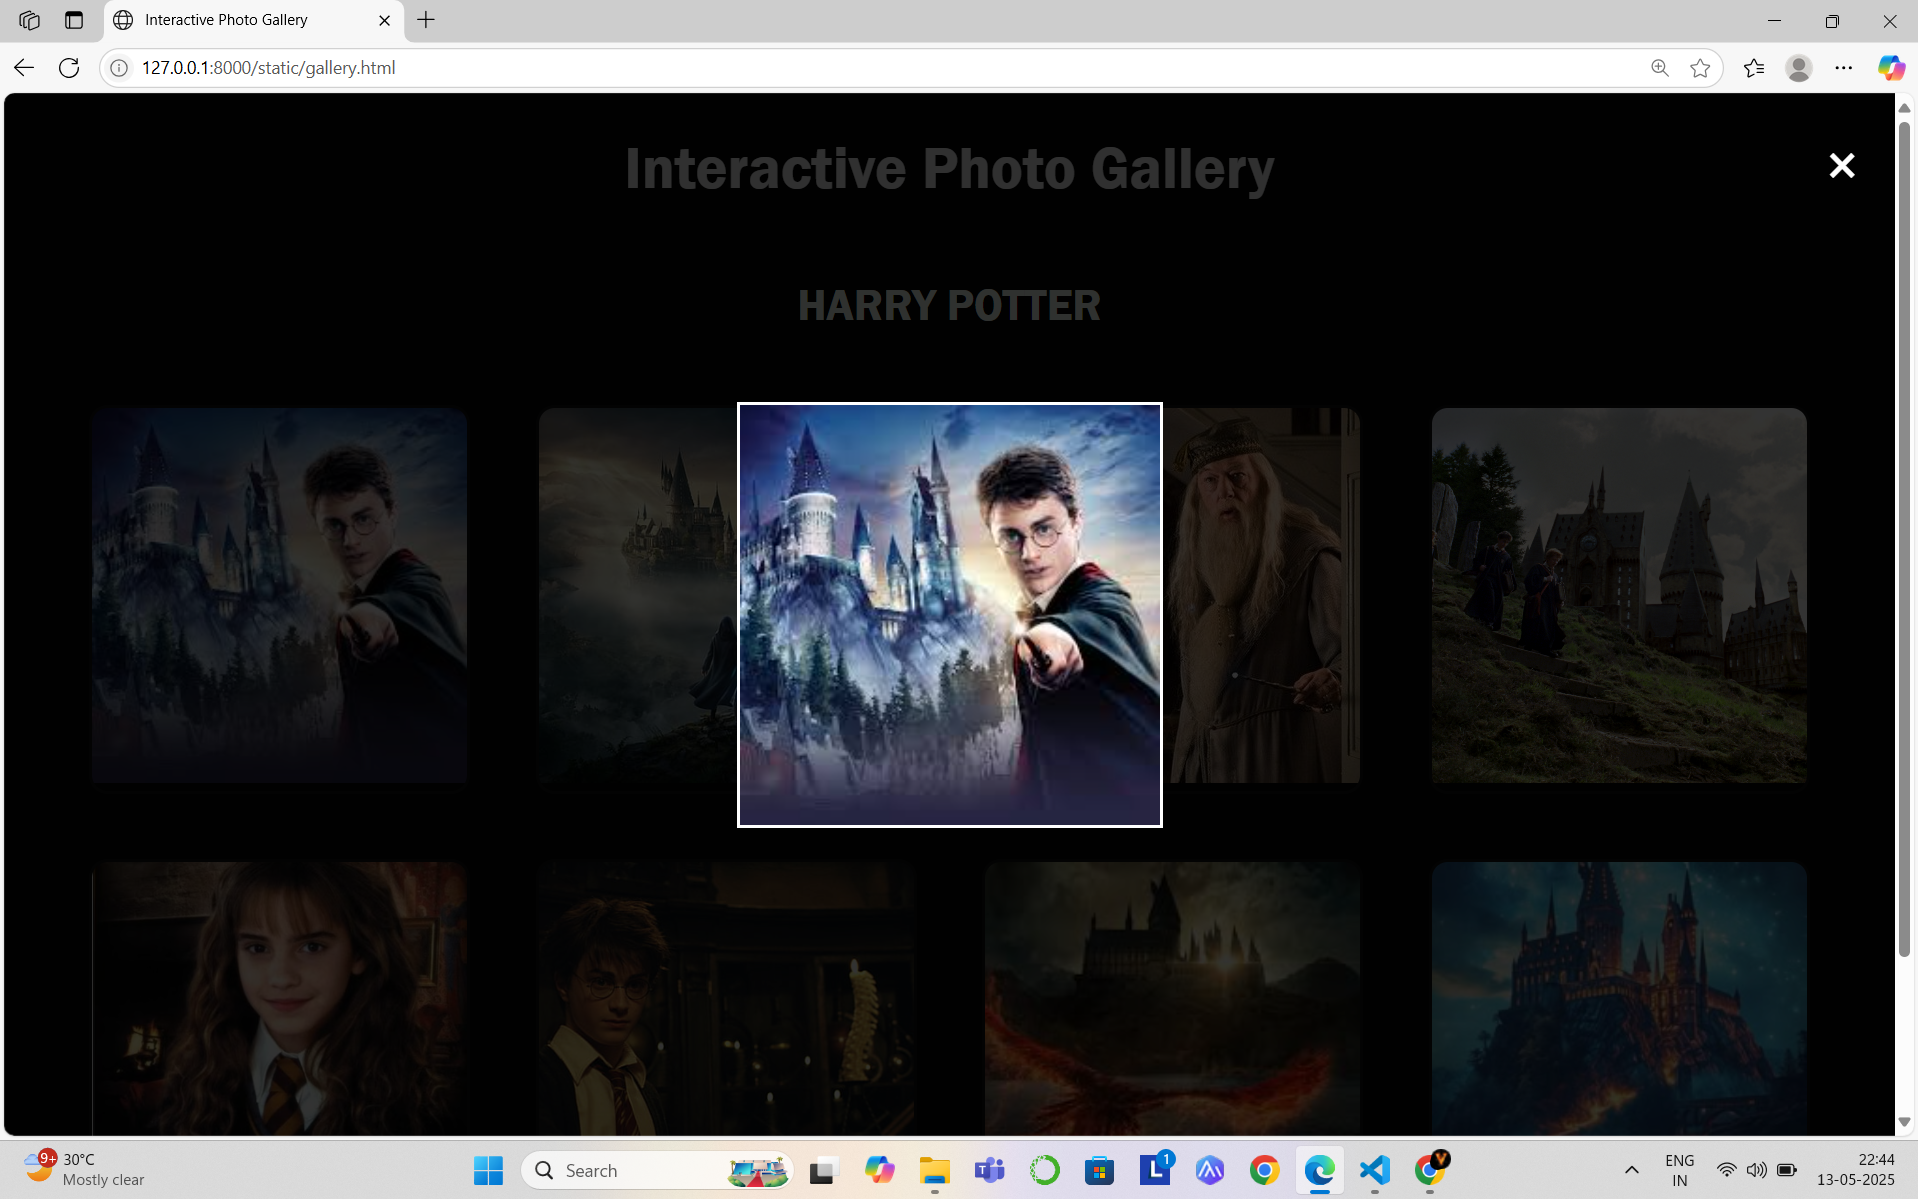 Interactive Photo Gallery
127.0.0.1:8000/static/gallery.html
Interactive Photo Gallery
HARRY POTTER
9+
30°C
Mostly clear
Search
T
L
1
V
ENG
IN
22:44
13-05-2025